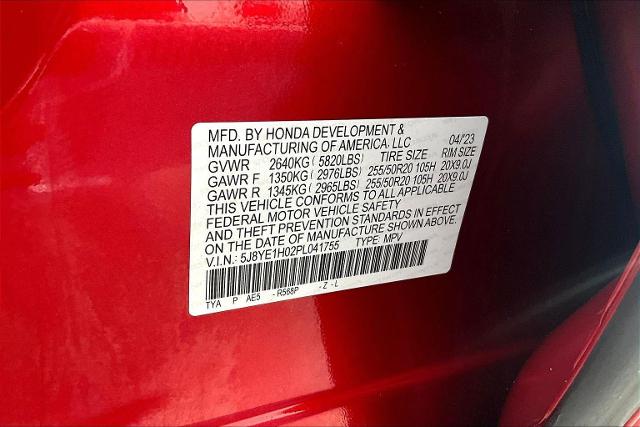 MFD. BY HONDA DEVELOPMENT &
MANUFACTURING OF AMERICA, LLC 04/'23
GVWR 2640KG ( 5820LBS) TIRE SIZE RIM SIZE
GAWR F 1350KG ( 2976LBS) 255/50R20 105H 20X9.0J
GAWR R 1345KG ( 2965LBS) 255/50R20 105H 20X9.0J
THIS VEHICLE CONFORMS TO ALL APPLICABLE
FEDERAL MOTOR VEHICLE SAFETY
AND THEFT PREVENTION STANDARDS IN EFFECT
ON THE DATE OF MANUFACTURE SHOWN ABOVE.
V.I.N.: 5J8YE1H02PL041755 TYPE: MPV
TYA P AE5 - R568P - Z - L